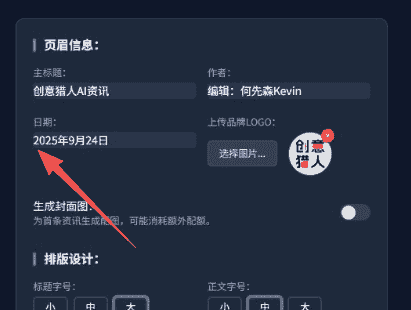 页眉信息：
主标题： 作者：
创意猎人AI资讯 编辑：何先森Kevin
日期： 上传品牌LOGO：
2025年9月24日 选择图片... 创意
猎人
生成封面图：
为首条资讯生成配图，可能消耗额外配额。
排版设计：
标题字号： 正文字号：
小 中 大 小 中 大